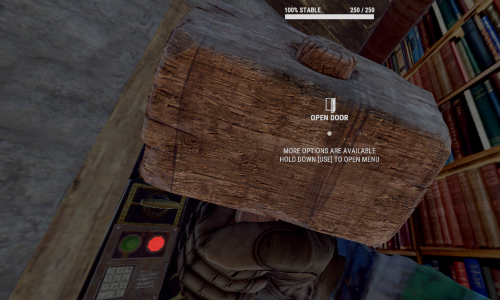 100% STABLE 250 / 250
OPEN DOOR
MORE OPTIONS ARE AVAILABLE
HOLD DOWN [USE] TO OPEN MENU